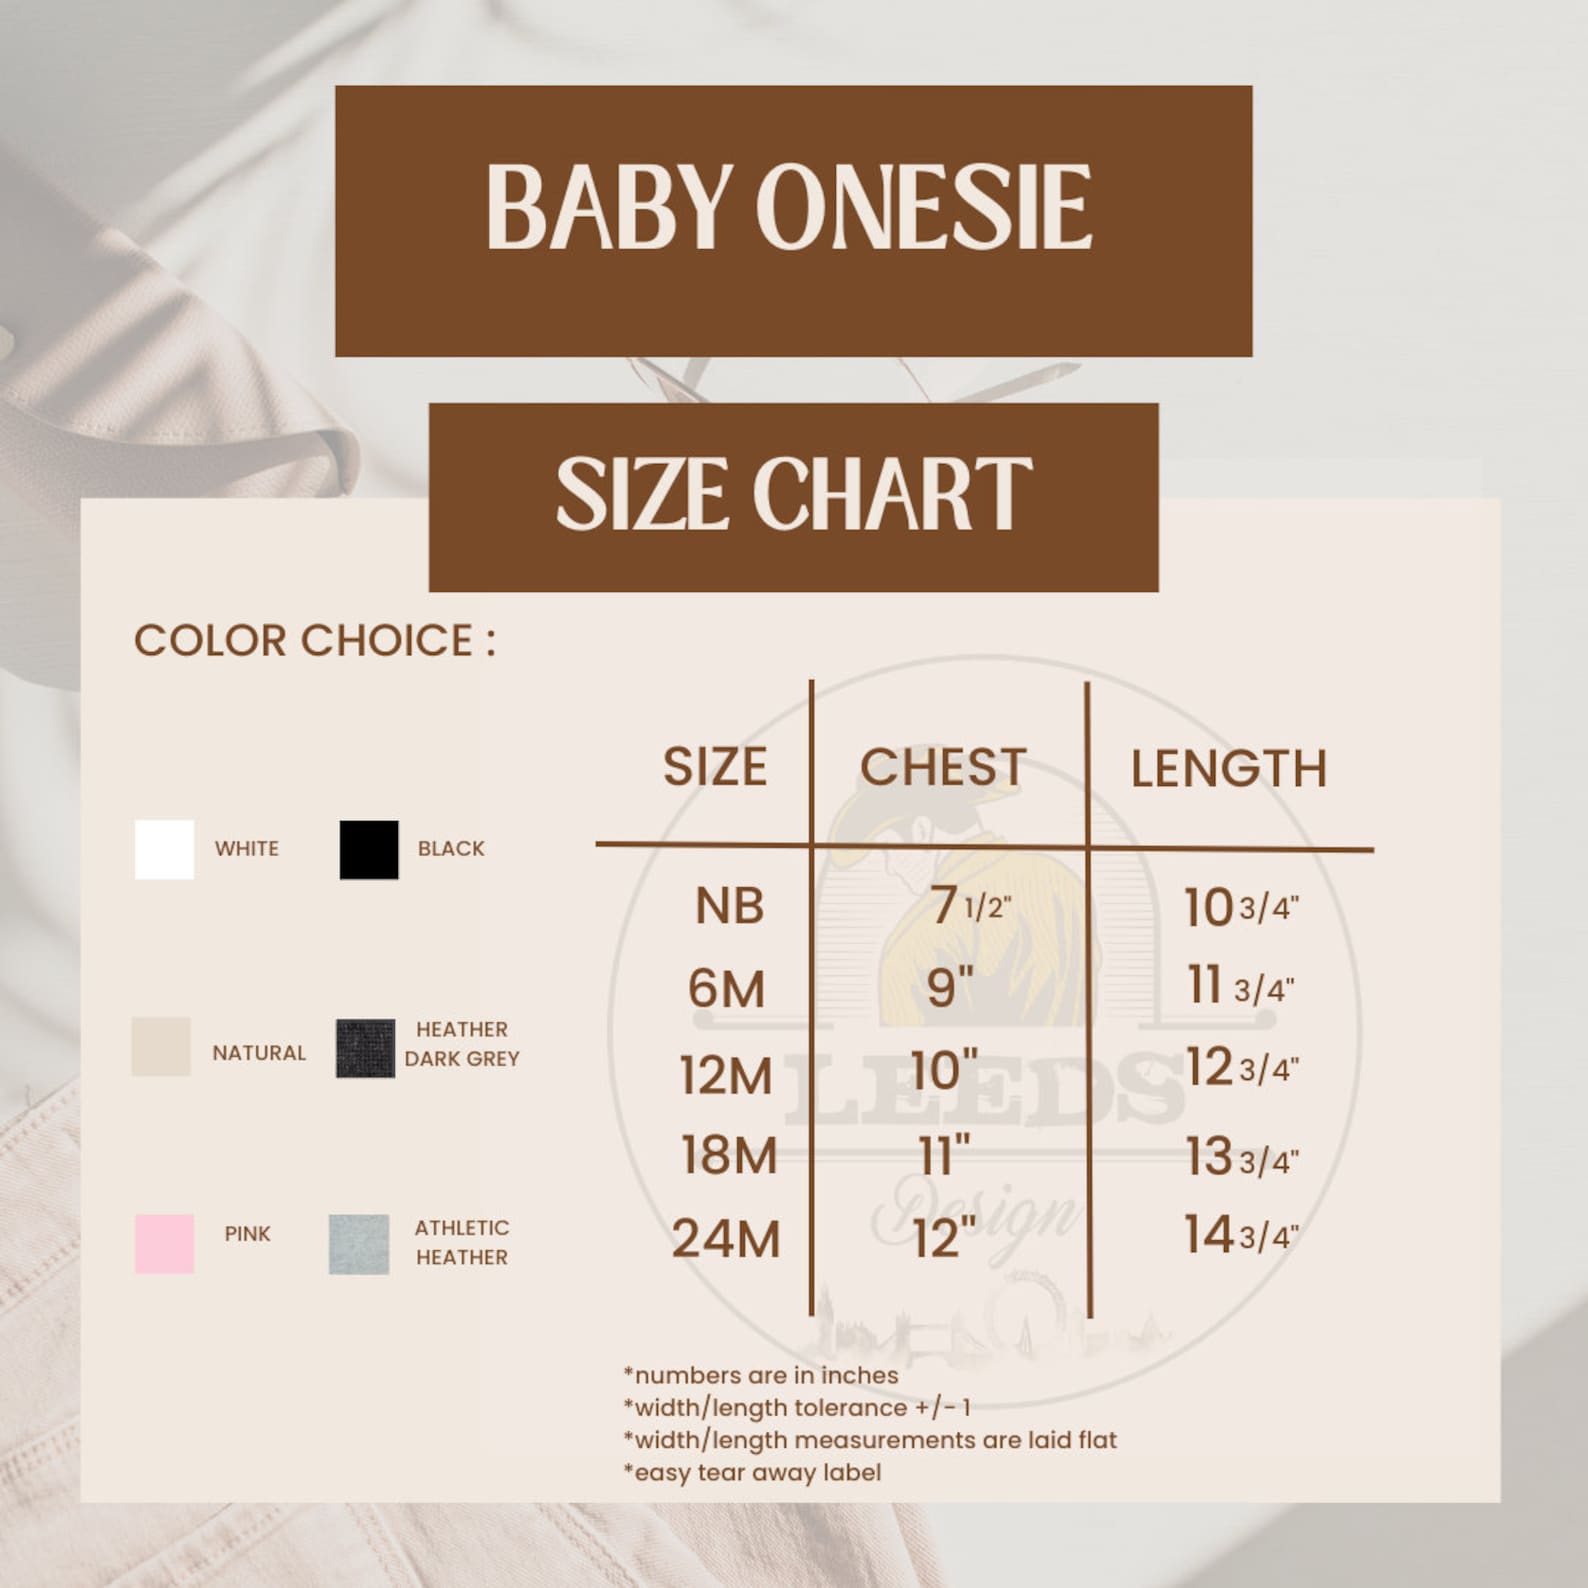 BABY ONESIE
SIZE CHART
COLOR CHOICE :
WHITE
BLACK
NATURAL
HEATHER
DARK GREY
PINK
ATHLETIC
HEATHER
SIZE CHEST LENGTH
NB 7 1/2" 10 3/4"
6M 9" 11 3/4"
12M 10" 12 3/4"
18M 11" 13 3/4"
24M 12" 14 3/4"
LEEDS
Design
*numbers are in inches
*width/length tolerance +/- 1
*width/length measurements are laid flat
*easy tear away label